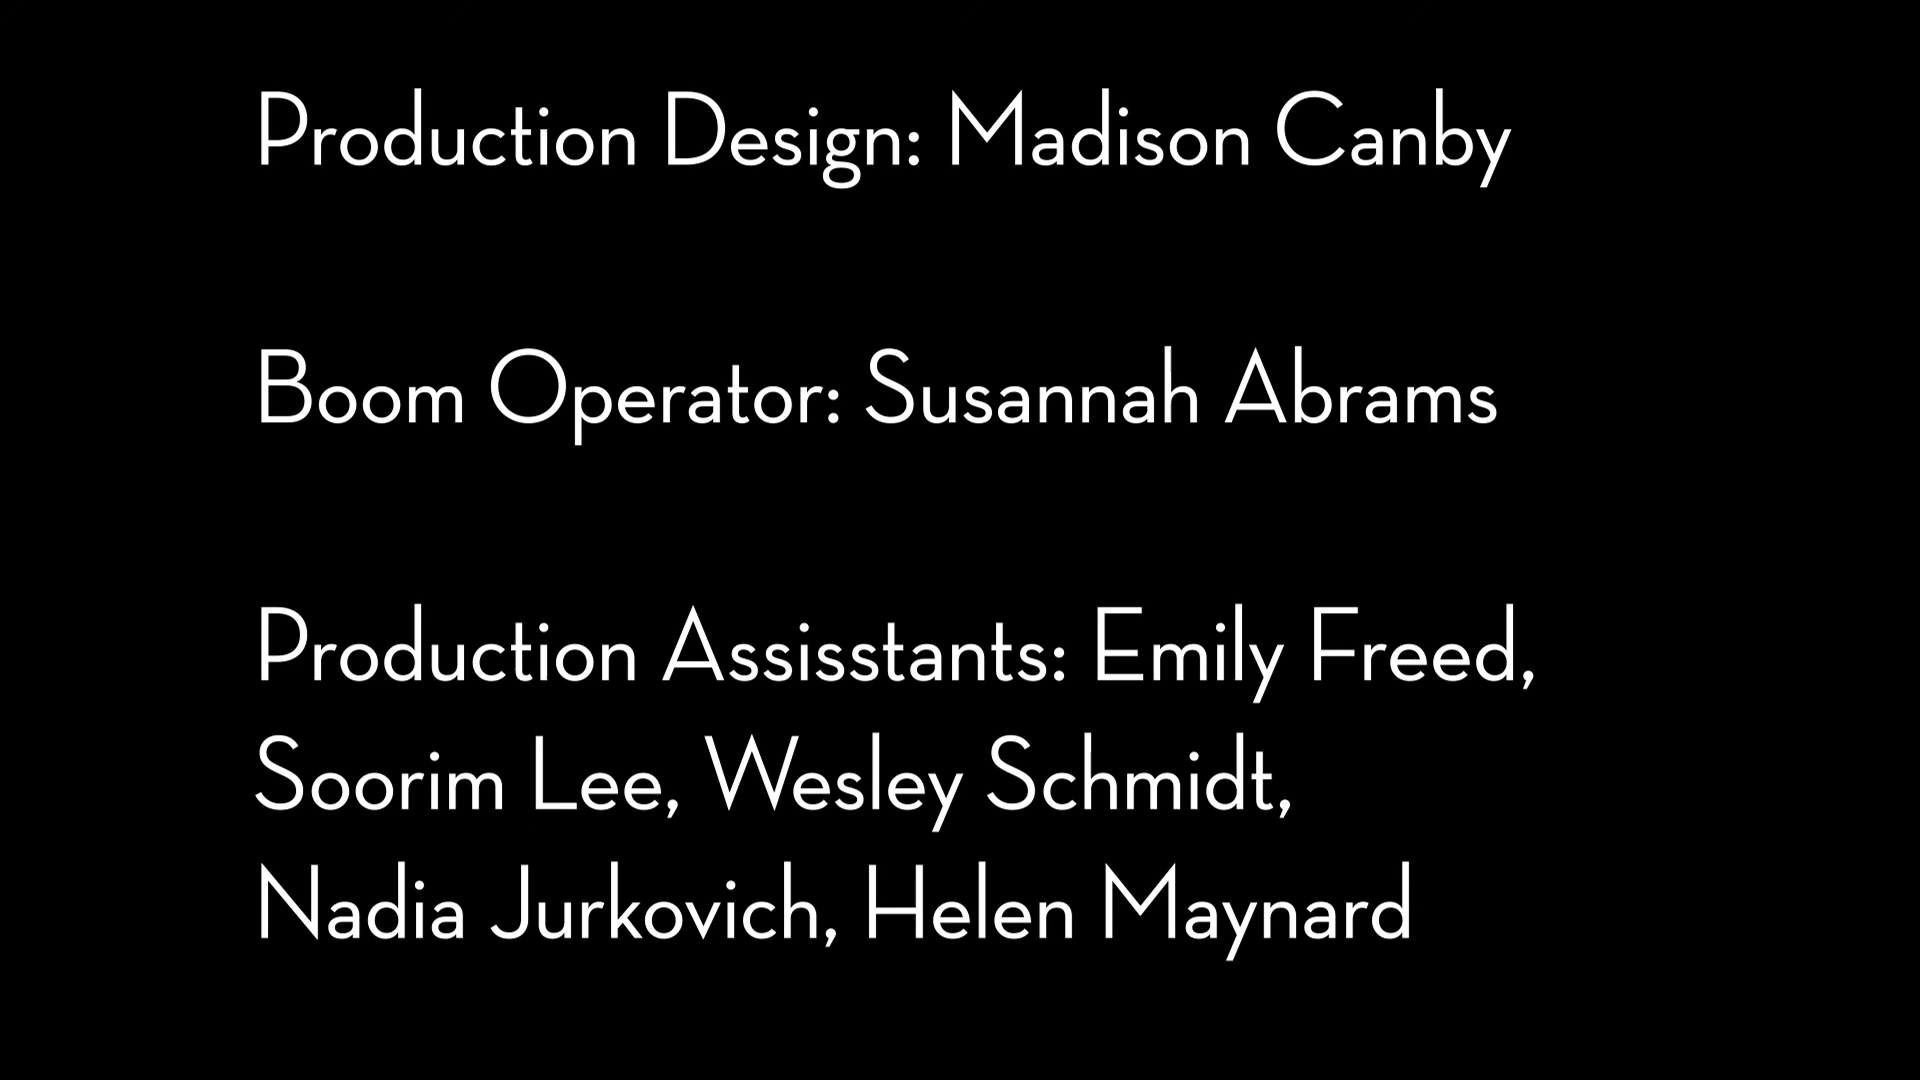 Production Design: Madison Canby
Boom Operator: Susannah Abrams
Production Assisstants: Emily Freed,
Soorim Lee, Wesley Schmidt,
Nadia Jurkovich, Helen Maynard